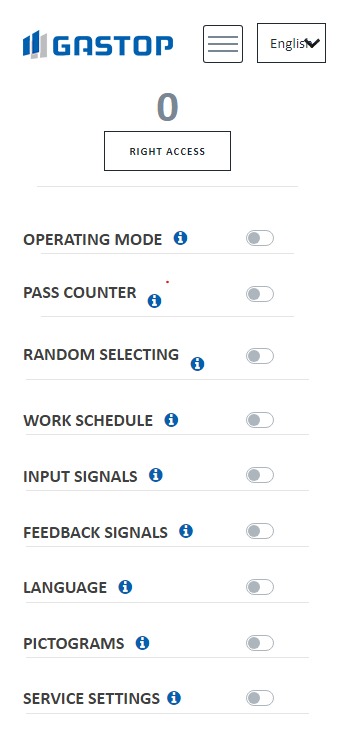 GASTOP
English
0
RIGHT ACCESS
OPERATING MODE
PASS COUNTER
RANDOM SELECTING
WORK SCHEDULE
INPUT SIGNALS
FEEDBACK SIGNALS
LANGUAGE
PICTOGRAMS
SERVICE SETTINGS